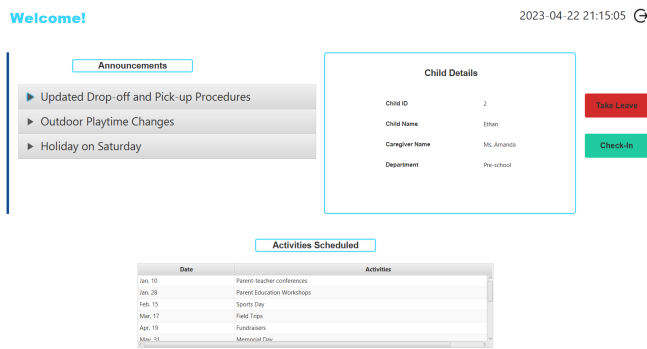 Welcome!
2023-04-22 21:15:05
Announcements
Updated Drop-off and Pick-up Procedures
Outdoor Playtime Changes
Holiday on Saturday
Child Details
Child ID 2
Child Name Ethan
Caregiver Name Ms. Amanda
Department Pre-school
Take Leave
Check-In
Activities Scheduled
Date Activities
Jan. 10 Parent-teacher conferences
Jan. 28 Parent Education Workshops
Feb. 15 Sports Day
Mar. 17 Field Trips
Apr. 19 Fundraisers
May. 31 Memorial Day